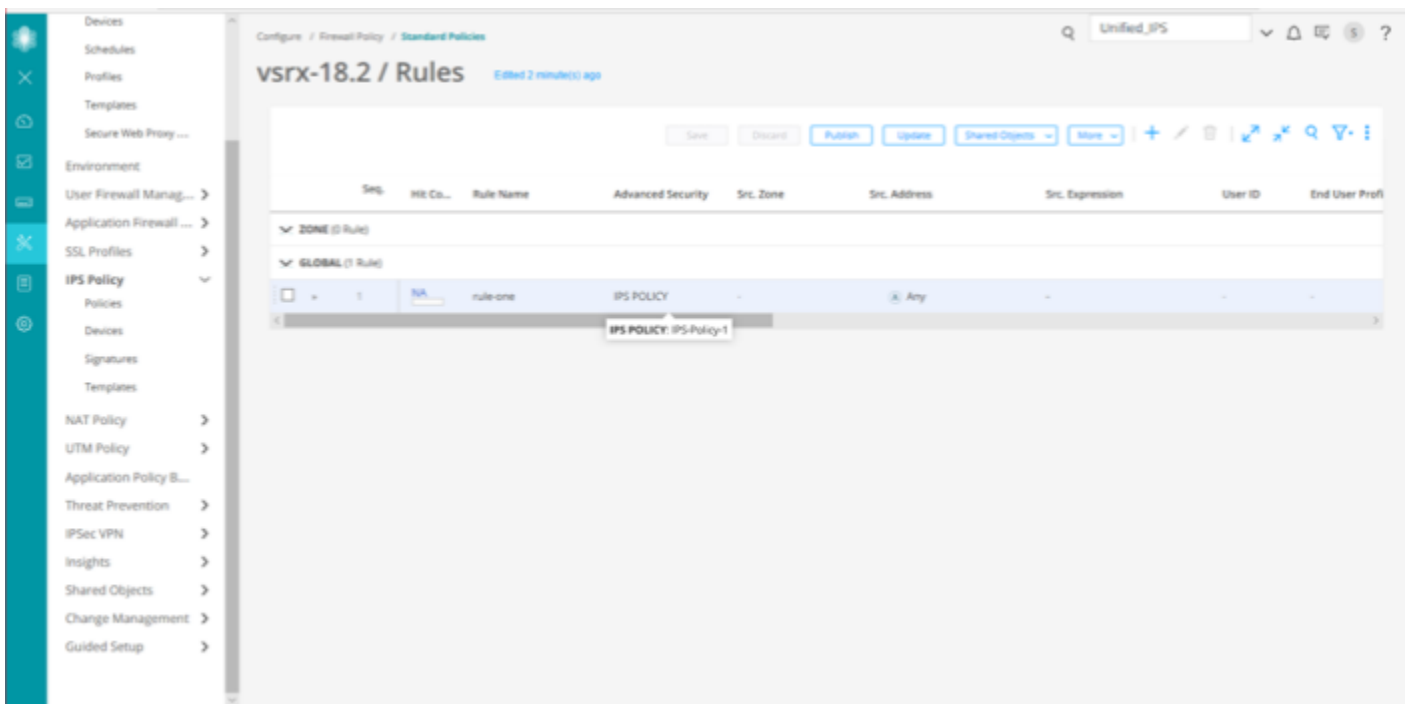 Devices
Schedules
Profiles
Templates
Secure Web Proxy ...
Environment
User Firewall Manag...
Application Firewall ...
SSL Profiles
IPS Policy
Policies
Devices
Signatures
Templates
NAT Policy
UTM Policy
Application Policy B...
Threat Prevention
IPSec VPN
Insights
Shared Objects
Change Management
Guided Setup
Configure / Firewall Policy / Standard Policies
Unified_IPS
S
?
vsrx-18.2 / Rules Edited 2 minute(s) ago
Save Discard Publish Update Shared Objects More
Seq. Hit Co... Rule Name Advanced Security Src. Zone Src. Address Src. Expression User ID End User Profi
ZONE (0 Rule)
GLOBAL (1 Rule)
1 NA rule-one IPS POLICY - A Any - - -
IPS POLICY: IPS-Policy-1